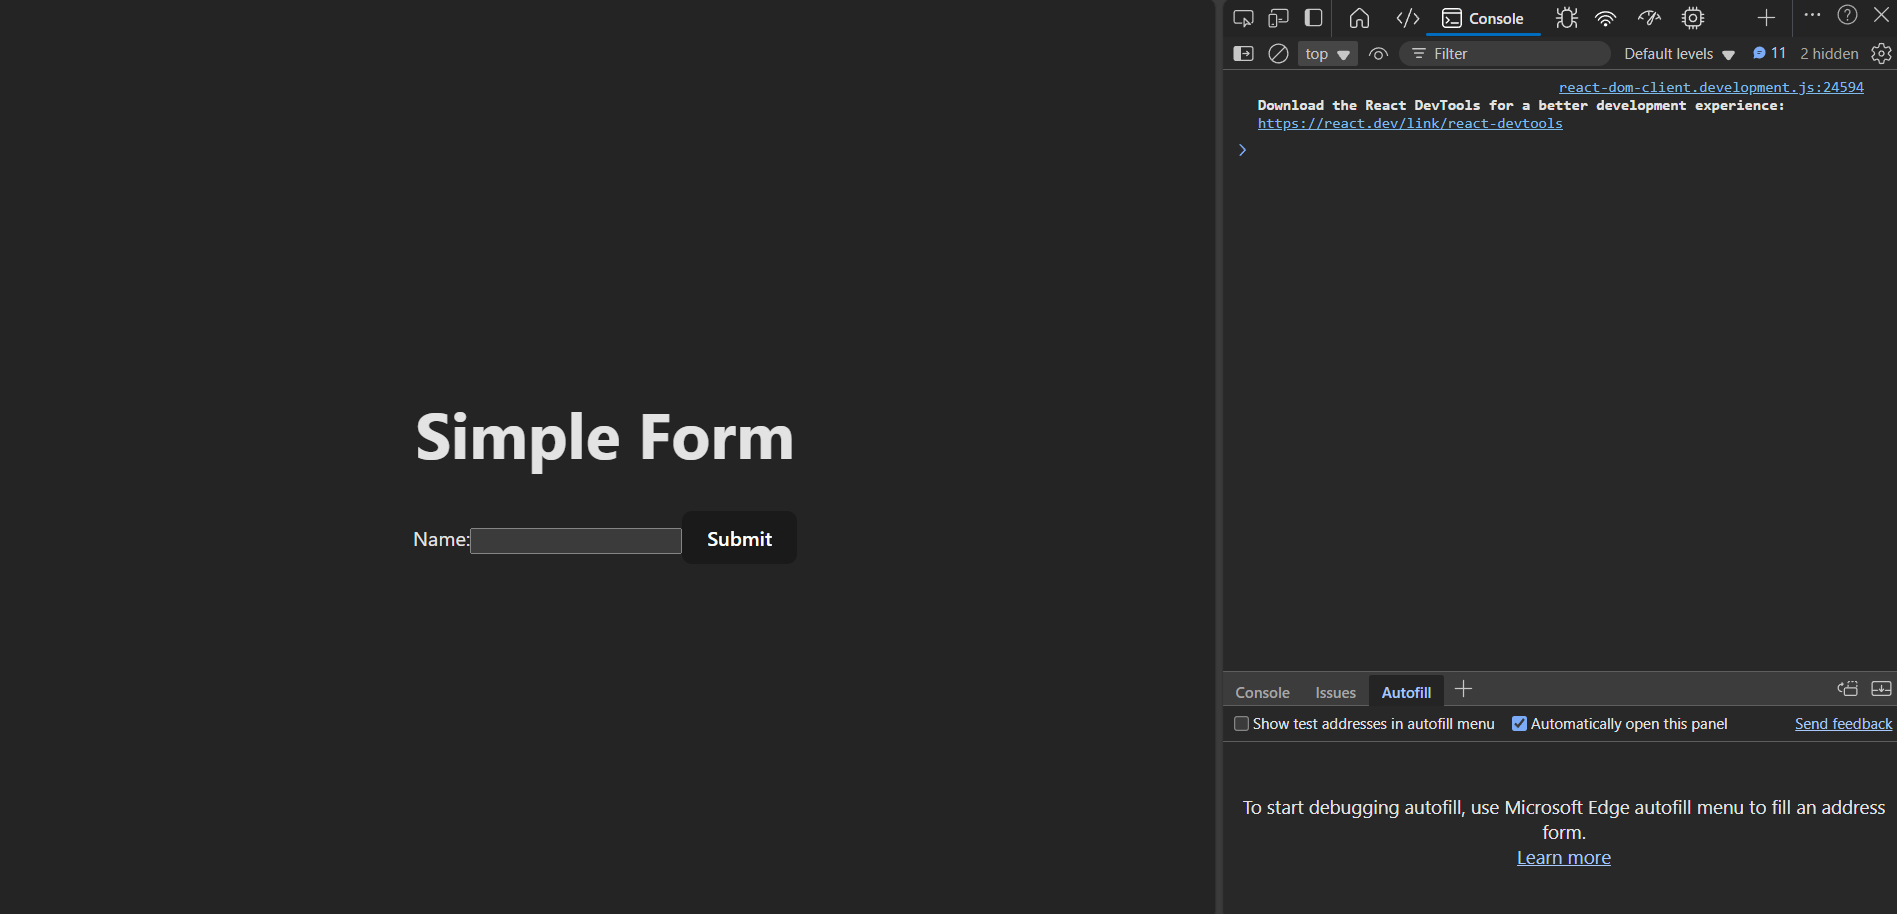 Simple Form
Name:
Submit
Console
top
Filter
Default levels
11
2 hidden
react-dom-client.development.js:24594
Download the React DevTools for a better development experience:
https://react.dev/link/react-devtools
Console
Issues
Autofill
Show test addresses in autofill menu
Automatically open this panel
Send feedback
To start debugging autofill, use Microsoft Edge autofill menu to fill an address
form.
Learn more